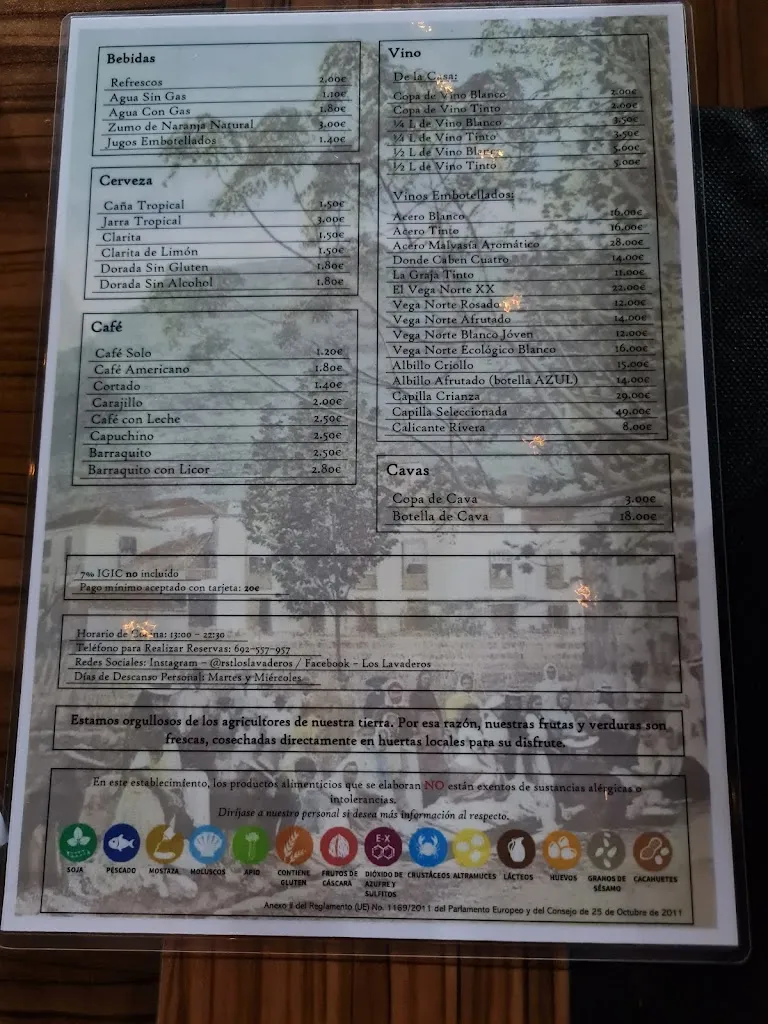 Bebidas
Refrescos 2.00€
Agua Sin Gas 1.10€
Agua Con Gas 1.80€
Zumo de Naranja Natural 3.00€
Jugos Embotellados 1.40€
Cerveza
Caña Tropical 1.50€
Jarra Tropical 3.00€
Clarita 1.50€
Clarita de Limón 1.50€
Dorada Sin Gluten 1.80€
Dorada Sin Alcohol 1.80€
Café
Café Solo 1.20€
Café Americano 1.80€
Cortado 1.40€
Carajillo 2.00€
Café con Leche 2.50€
Capuchino 2.50€
Barraquito 2.50€
Barraquito con Licor 2.80€
Vino
De la Casa:
Copa de Vino Blanco 2.00€
Copa de Vino Tinto 2.00€
¼ L de Vino Blanco 3.50€
¼ L de Vino Tinto 3.50€
½ L de Vino Blanco 5.00€
½ L de Vino Tinto 5.00€
Vinos Embotellados:
Acero Blanco 16.00€
Acero Tinto 16.00€
Acero Malvasía Aromático 28.00€
Donde Caben Cuatro 14.00€
La Graja Tinto 11.00€
El Vega Norte XX 22.00€
Vega Norte Rosado 12.00€
Vega Norte Afrutado 14.00€
Vega Norte Blanco Jóven 12.00€
Vega Norte Ecológico Blanco 16.00€
Albillo Criollo 15.00€
Albillo Afrutado (botella AZUL) 14.00€
Capilla Crianza 29.00€
Capilla Seleccionada 49.00€
Calicante Rivera 8.00€
Cavas
Copa de Cava 3.00€
Botella de Cava 18.00€
7% IGIC no incluido
Pago mínimo aceptado con tarjeta: 20€
Horario de Cocina: 13:00 – 22:30
Teléfono para Realizar Reservas: 692-557-957
Redes Sociales: Instagram – @rstloslavaderos / Facebook – Los Lavaderos
Días de Descanso Personal: Martes y Miércoles
Estamos orgullosos de los agricultores de nuestra tierra. Por esa razón, nuestras frutas y verduras son
frescas, cosechadas directamente en huertas locales para su disfrute.
En este establecimiento, los productos alimenticios que se elaboran NO están exentos de sustancias alérgicas o
intolerancias.
Diríjase a nuestro personal si desea más información al respecto.
E-X
SOJA PESCADO MOSTAZA MOLUSCOS APIO CONTIENE GLUTEN FRUTOS DE CÁSCARA DIÓXIDO DE AZUFRE Y SULFITOS CRUSTÁCEOS ALTRAMUCES LÁCTEOS HUEVOS GRANOS DE SÉSAMO CACAHUETES
Anexo II del Reglamento (UE) No. 1169/2011 del Parlamento Europeo y del Consejo de 25 de Octubre de 2011